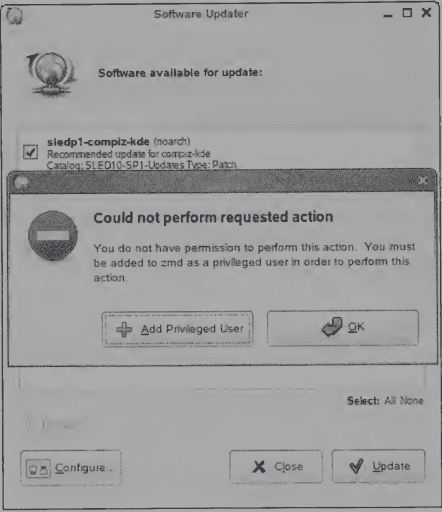 Software Updater
Software available for update:
sledp1-compiz-kde (noarch)
Recommended update for compiz-kde
Catalog: SLED10-SP1-Updates Type: Patch
Could not perform requested action
You do not have permission to perform this action. You must
be added to zmd as a privileged user in order to perform this
action.
Add Privileged User
OK
Select: All None
Configure...
Close
Update